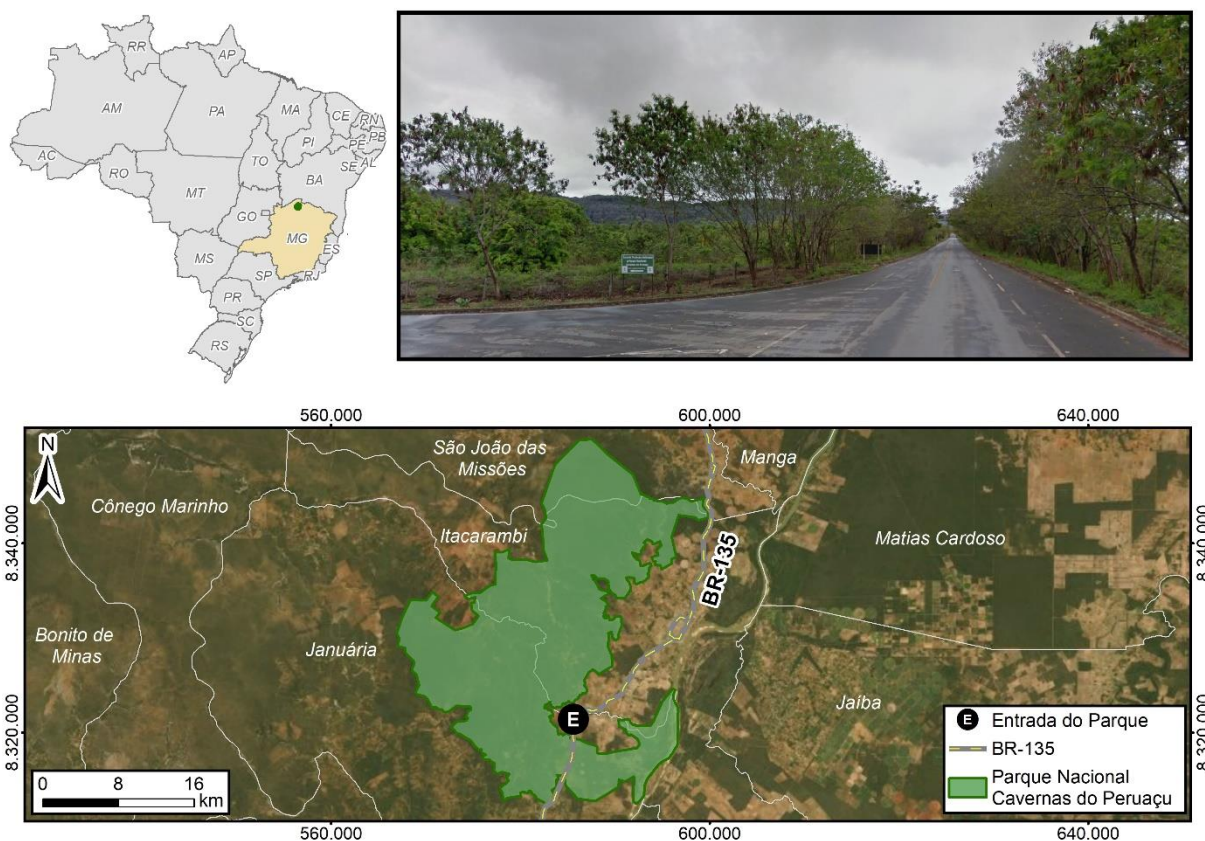 RR
AP
AM
PA
MA
CE
RN
PB
PE
AL
SE
PI
AC
RO
TO
BA
MT
GO
MG
ES
MS
SP
RJ
PR
SC
RS
560.000
600.000
640.000
N
São João das
Missões
Manga
Cônego Marinho
Itacarambi
8.340.000
Matias Cardoso
8.340.000
BR-135
Bonito de
Minas
Januária
Jaíba
8.320.000
E
8.320.000
E Entrada do Parque
BR-135
Parque Nacional
Cavernas do Peruaçu
0 8 16
km
560.000
600.000
640.000